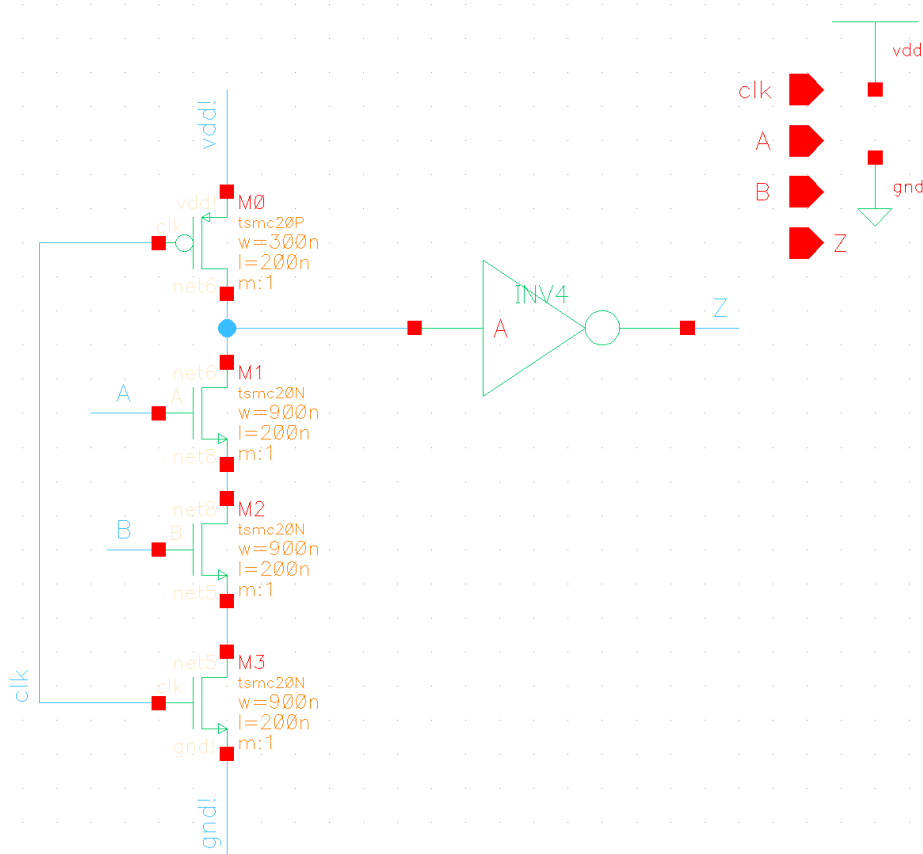 vdd!
vdd!
clk
net6
M0
tsmc20P
w=300n
l=200n
m:1
net6
A
A
M1
tsmc20N
w=900n
l=200n
m:1
net8
net8
B
B
M2
tsmc20N
w=900n
l=200n
m:1
net5
net5
clk
clk
M3
tsmc20N
w=900n
l=200n
m:1
gnd!
gnd!
INV4
A
Z
clk
A
B
Z
vdd
gnd